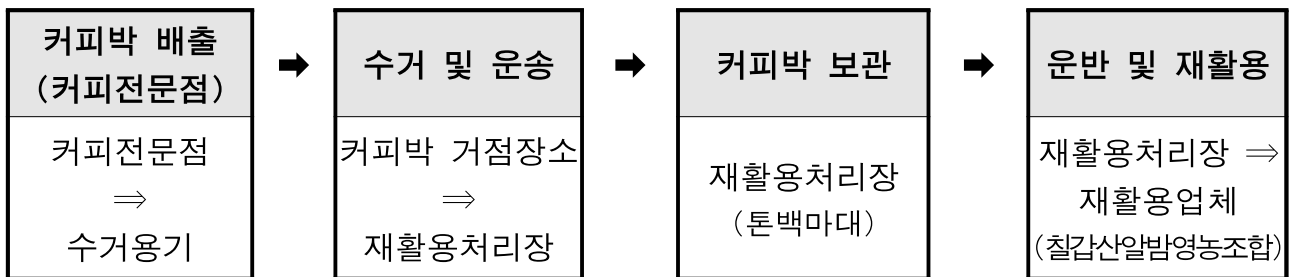 커피박 배출
(커피전문점)
커피전문점
⇒
수거용기
➡
수거 및 운송
커피박 거점장소
⇒
재활용처리장
➡
커피박 보관
재활용처리장
(톤백마대)
➡
운반 및 재활용
재활용처리장 ⇒
재활용업체
(칠갑산알밤영농조합)